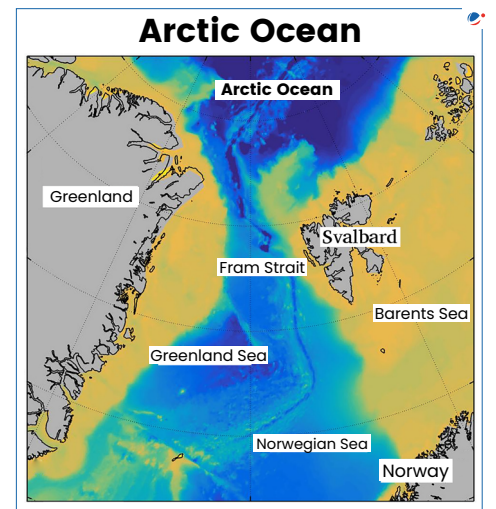 Arctic Ocean
Arctic Ocean
Greenland
Svalbard
Fram Strait
Barents Sea
Greenland Sea
Norwegian Sea
Norway